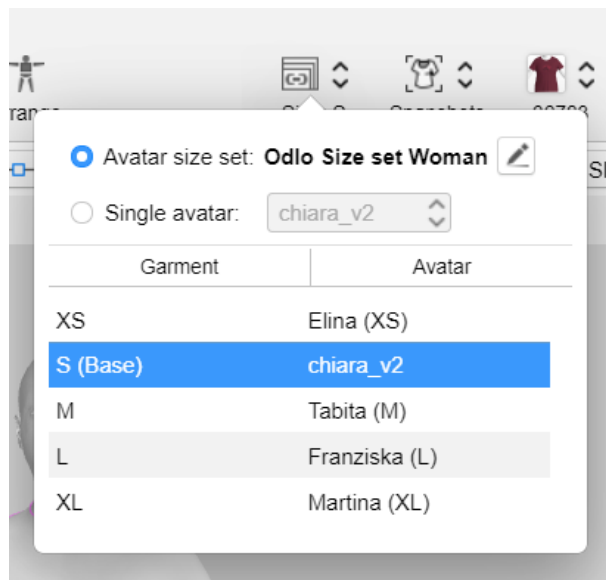 Avatar size set: Odlo Size set Woman
Single avatar: chiara_v2
Garment Avatar
XS Elina (XS)
S (Base) chiara_v2
M Tabita (M)
L Franziska (L)
XL Martina (XL)